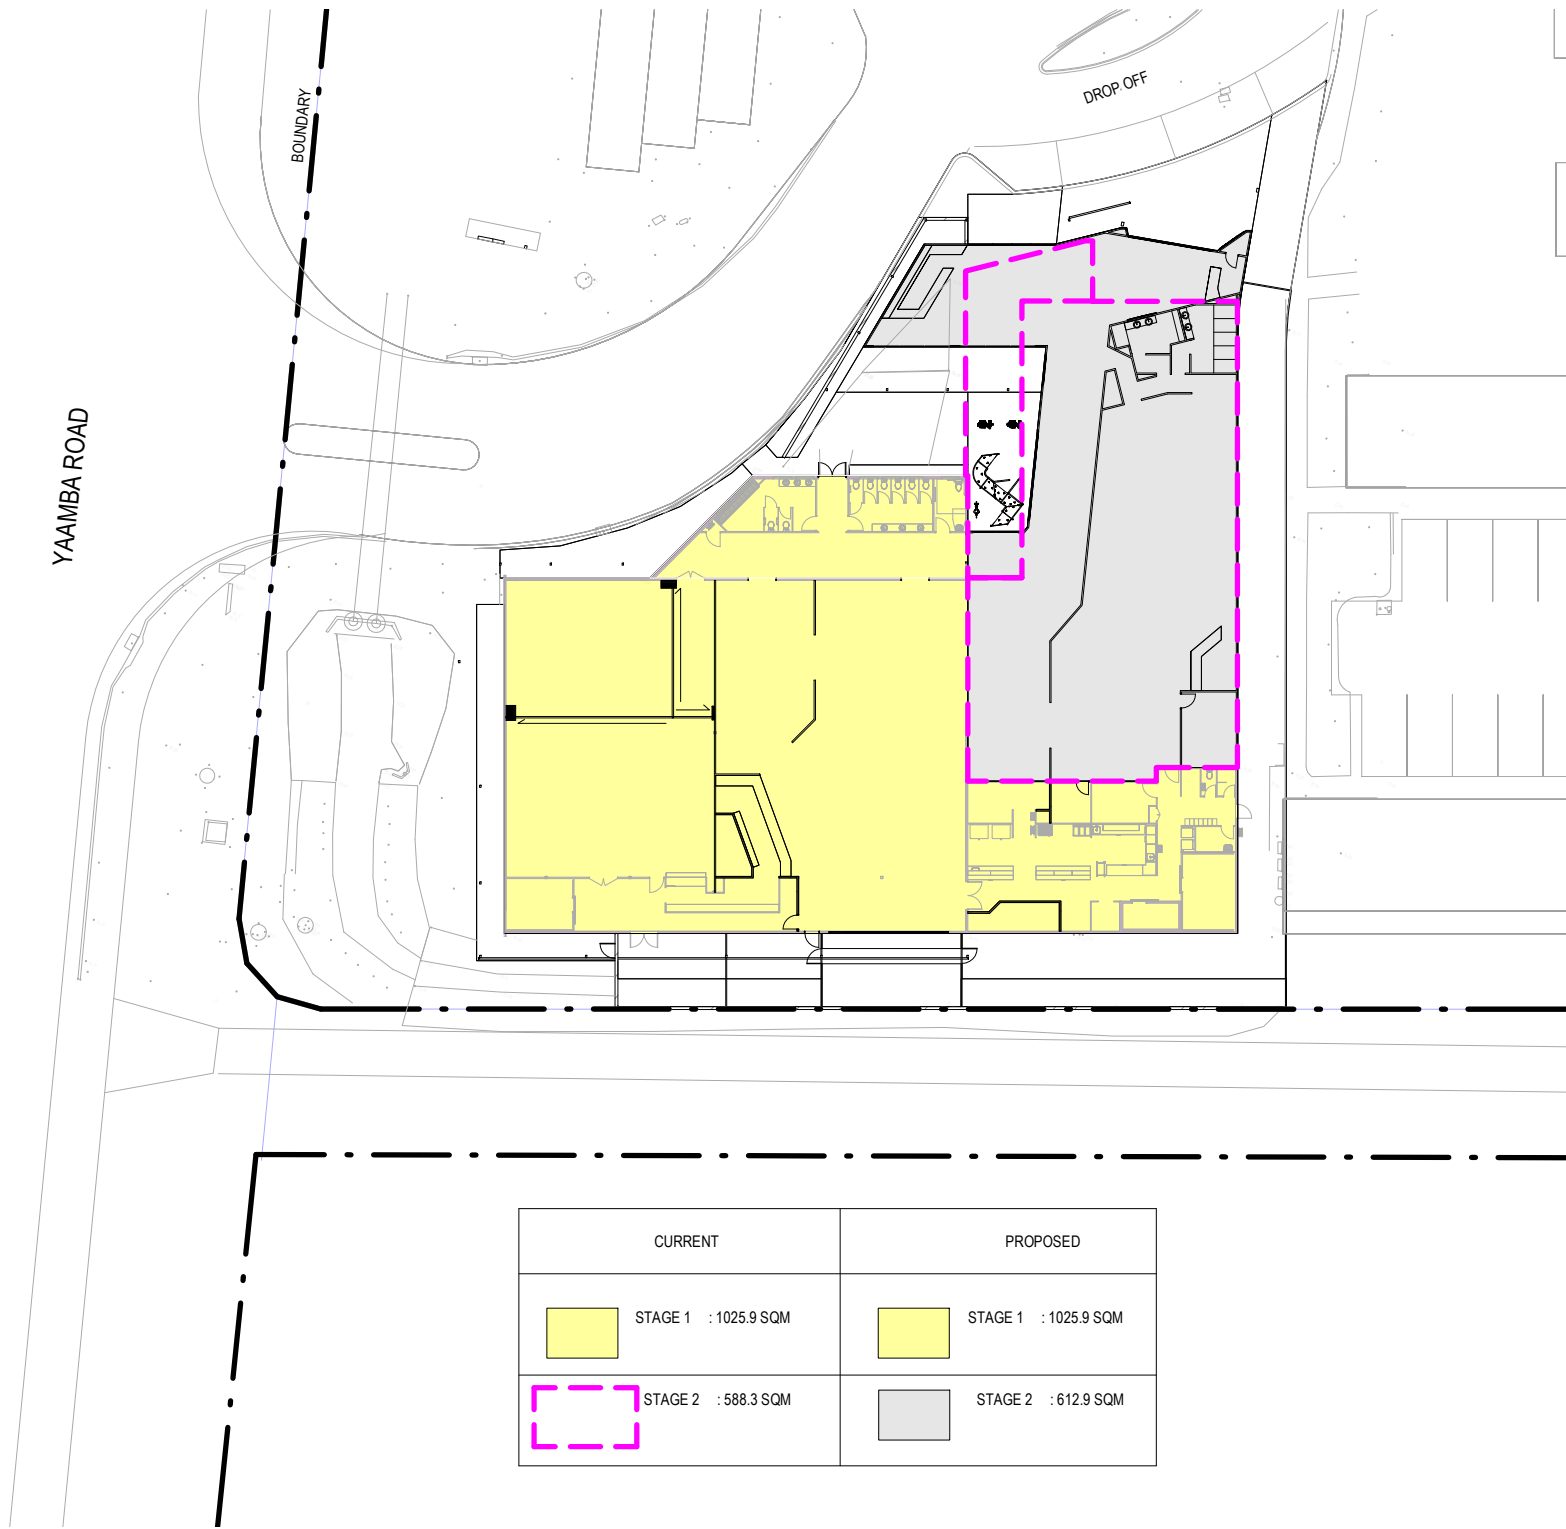 DROP OFF
BOUNDARY
YAAMBA ROAD
CURRENT
PROPOSED
STAGE 1 : 1025.9 SQM
STAGE 1 : 1025.9 SQM
STAGE 2 : 588.3 SQM
STAGE 2 : 612.9 SQM